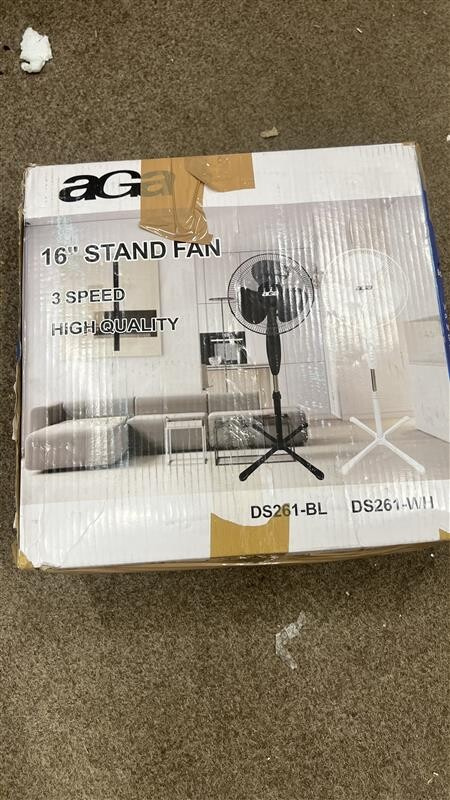 aGa
16" STAND FAN
3 SPEED
HIGH QUALITY
DS261-BL
DS261-WH